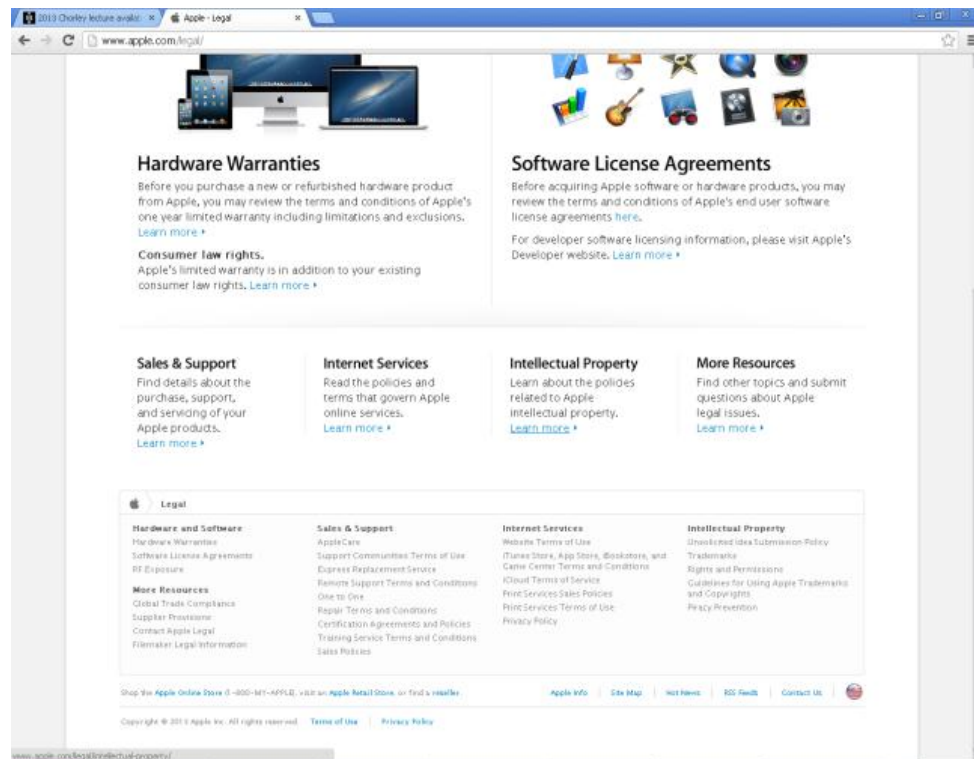 2013 Chorley lecture availab
Apple - Legal
www.apple.com/legal/
Hardware Warranties
Before you purchase a new or refurbished hardware product
from Apple, you may review the terms and conditions of Apple's
one year limited warranty including limitations and exclusions.
Learn more
Consumer law rights.
Apple's limited warranty is in addition to your existing
consumer law rights. Learn more
Software License Agreements
Before acquiring Apple software or hardware products, you may
review the terms and conditions of Apple's end user software
license agreements here.
For developer software licensing information, please visit Apple's
Developer website. Learn more
Sales & Support
Find details about the
purchase, support,
and servicing of your
Apple products.
Learn more
Internet Services
Read the policies and
terms that govern Apple
online services.
Learn more
Intellectual Property
Learn about the policies
related to Apple
intellectual property.
Learn more
More Resources
Find other topics and submit
questions about Apple
legal issues.
Learn more
Legal
Hardware and Software
Hardware Warranties
Software License Agreements
RF Exposure
More Resources
Global Trade Compliance
Supplier Provisions
Contact Apple Legal
Filemaker Legal Information
Sales & Support
AppleCare
Support Communities Terms of Use
Express Replacement Service
Remote Support Terms and Conditions
One to One
Repair Terms and Conditions
Certification Agreements and Policies
Training Service Terms and Conditions
Sales Policies
Internet Services
Website Terms of Use
iTunes Store, App Store, iBookstore, and
Game Center Terms and Conditions
iCloud Terms of Service
Print Services Sales Policies
Print Services Terms of Use
Privacy Policy
Intellectual Property
Unsolicited Idea Submission Policy
Trademarks
Rights and Permissions
Guidelines for Using Apple Trademarks
and Copyrights
Piracy Prevention
Shop the Apple Online Store (1-800-MY-APPLE), visit an Apple Retail Store, or find a reseller.
Apple Info
Site Map
Hot News
RSS Feeds
Contact Us
Copyright © 2013 Apple Inc. All rights reserved.
Terms of Use
Privacy Policy
www.apple.com/legal/intellectual-property/